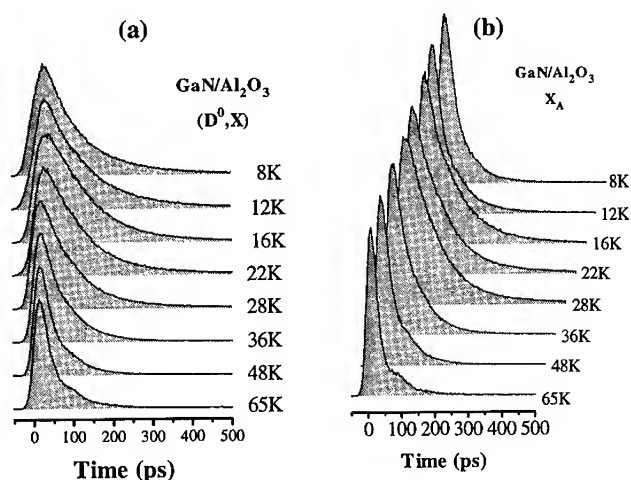 (a)
GaN/Al₂O₃
(D⁰,X)
8K
12K
16K
22K
28K
36K
48K
65K
0 100 200 300 400 500
Time (ps)
(b)
GaN/Al₂O₃
X_A
8K
12K
16K
22K
28K
36K
48K
65K
0 100 200 300 400 500
Time (ps)